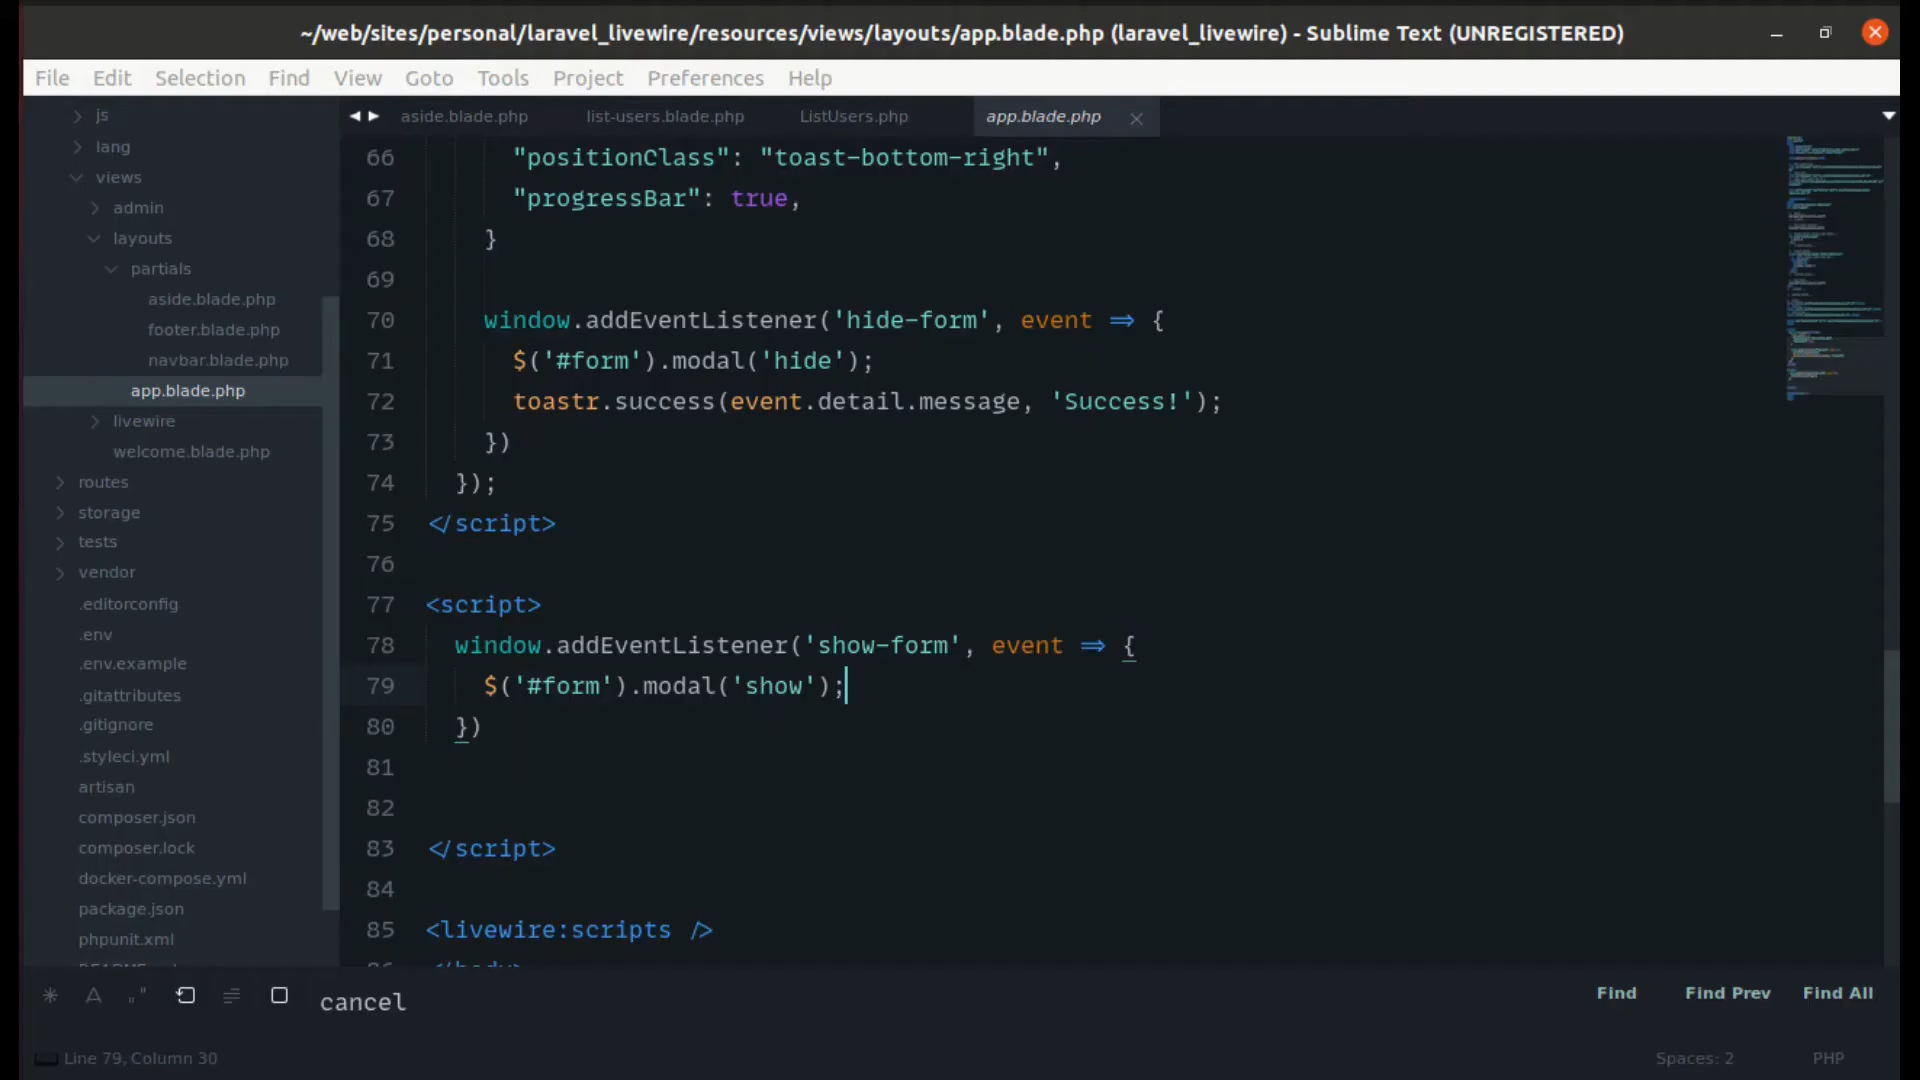 ~/web/sites/personal/laravel_livewire/resources/views/layouts/app.blade.php (laravel_livewire) - Sublime Text (UNREGISTERED)
File Edit Selection Find View Goto Tools Project Preferences Help
js
lang
views
admin
layouts
partials
aside.blade.php
footer.blade.php
navbar.blade.php
app.blade.php
livewire
welcome.blade.php
routes
storage
tests
vendor
.editorconfig
.env
.env.example
.gitattributes
.gitignore
.styleci.yml
artisan
composer.json
composer.lock
docker-compose.yml
package.json
phpunit.xml
aside.blade.php list-users.blade.php ListUsers.php app.blade.php
66 "positionClass": "toast-bottom-right",
67 "progressBar": true,
68 }
69
70 window.addEventListener('hide-form', event => {
71 $('#form').modal('hide');
72 toastr.success(event.detail.message, 'Success!');
73 })
74 });
75 </script>
76
77 <script>
78 window.addEventListener('show-form', event => {
79 $('#form').modal('show');
80 })
81
82
83 </script>
84
85 <livewire:scripts />
cancel
Find Find Prev Find All
Line 79, Column 30
Spaces: 2 PHP